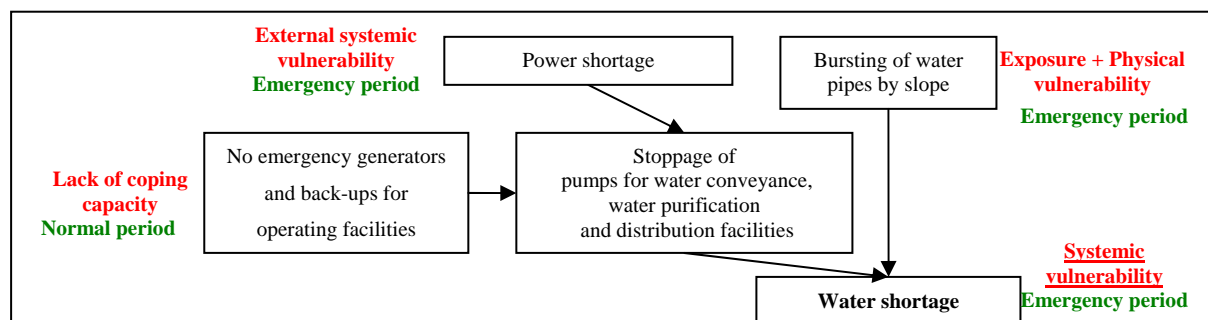 External systemic
vulnerability
Emergency period
Power shortage
Bursting of water
pipes by slope
Exposure + Physical
vulnerability
Emergency period
Lack of coping
capacity
Normal period
No emergency generators
and back-ups for
operating facilities
Stoppage of
pumps for water conveyance,
water purification
and distribution facilities
Systemic
vulnerability
Emergency period
Water shortage